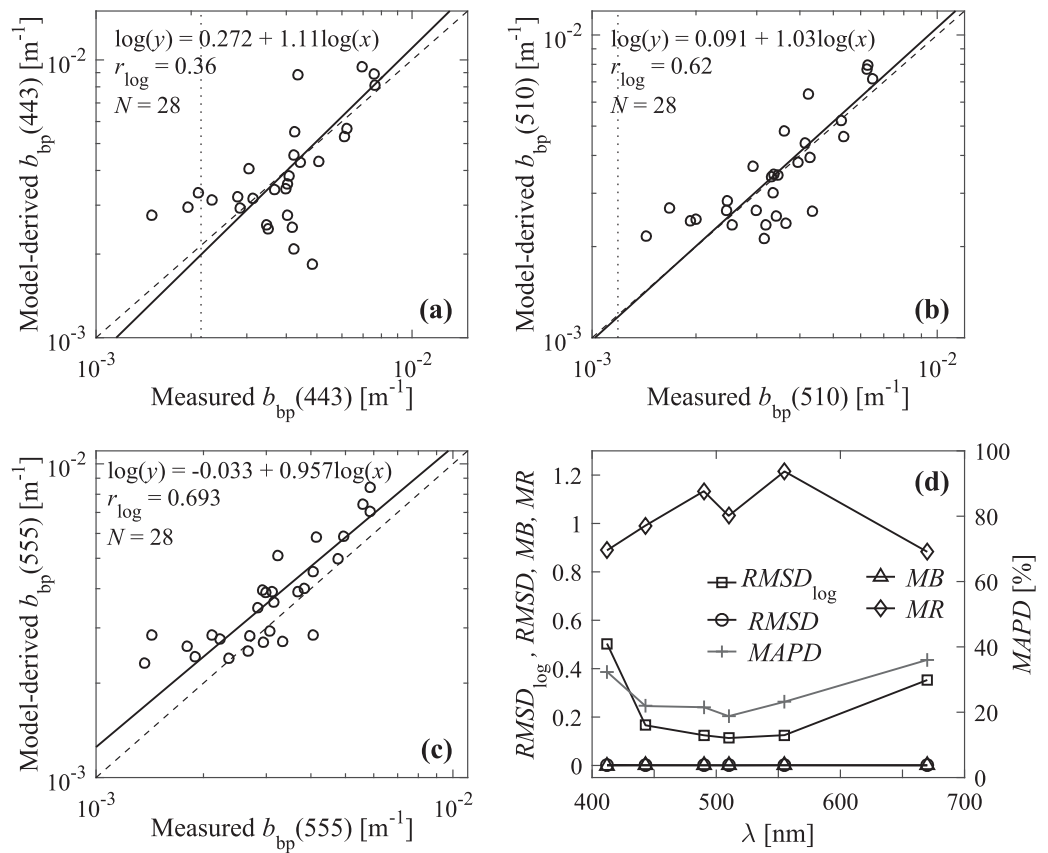 log(y) = 0.272 + 1.11log(x)
r_log = 0.36
N = 28
(a)
Model-derived b_bp(443) [m⁻¹]
10⁻²
10⁻³
10⁻³
10⁻²
Measured b_bp(443) [m⁻¹]
log(y) = 0.091 + 1.03log(x)
r_log = 0.62
N = 28
(b)
Model-derived b_bp(510) [m⁻¹]
10⁻²
10⁻³
10⁻³
10⁻²
Measured b_bp(510) [m⁻¹]
log(y) = -0.033 + 0.957log(x)
r_log = 0.693
N = 28
(c)
Model-derived b_bp(555) [m⁻¹]
10⁻²
10⁻³
10⁻³
10⁻²
Measured b_bp(555) [m⁻¹]
(d)
RMSD_log, RMSD, MB, MR
1.2
1
0.8
0.6
0.4
0.2
0
RMSD_log
RMSD
MAPD
MB
MR
100
80
60
40
20
0
MAPD [%]
400
500
600
700
λ [nm]